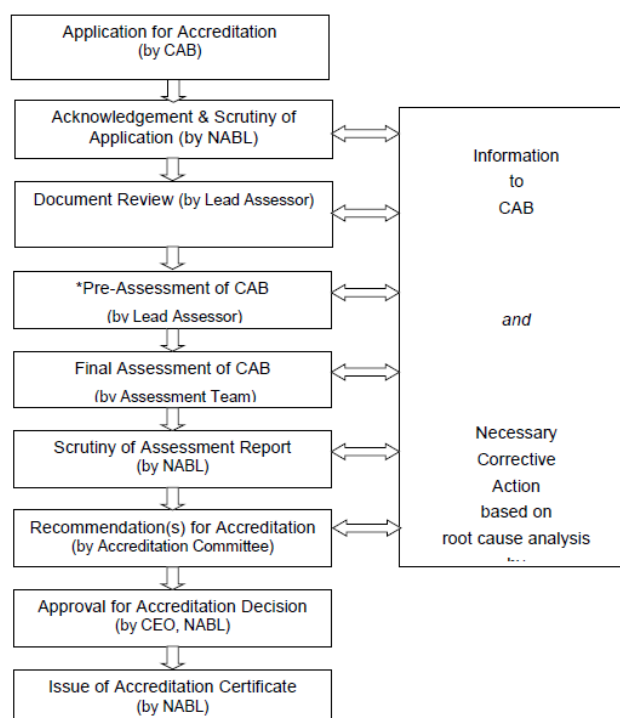 Application for Accreditation
(by CAB)
Acknowledgement & Scrutiny of
Application (by NABL)
Document Review (by Lead Assessor)
*Pre-Assessment of CAB
(by Lead Assessor)
Final Assessment of CAB
(by Assessment Team)
Scrutiny of Assessment Report
(by NABL)
Recommendation(s) for Accreditation
(by Accreditation Committee)
Approval for Accreditation Decision
(by CEO, NABL)
Issue of Accreditation Certificate
(by NABL)
Information
to
CAB
and
Necessary
Corrective
Action
based on
root cause analysis